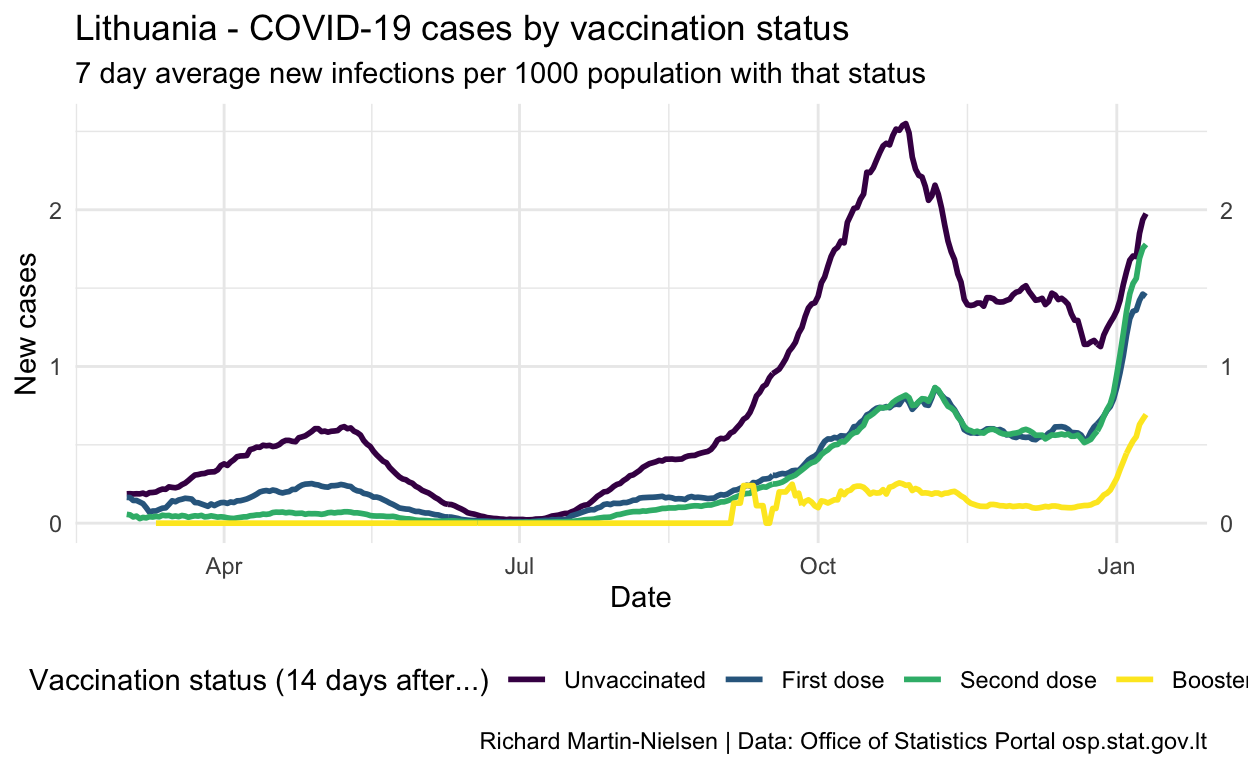 Lithuania - COVID-19 cases by vaccination status
7 day average new infections per 1000 population with that status
New cases
2
1
0
2
1
0
Apr Jul Oct Jan
Date
Vaccination status (14 days after...) Unvaccinated First dose Second dose Booster
Richard Martin-Nielsen | Data: Office of Statistics Portal osp.stat.gov.lt